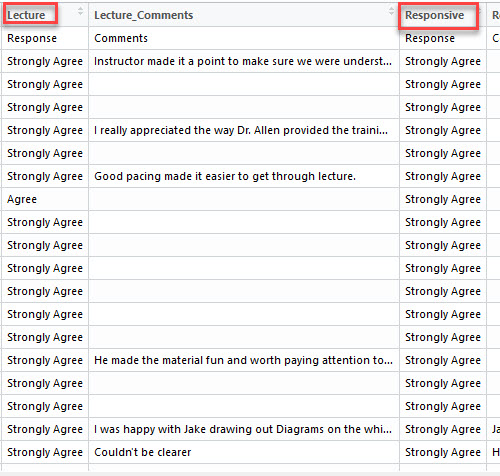 Lecture Lecture_Comments Responsive
Response Comments Response C
Strongly Agree Instructor made it a point to make sure we were underst... Strongly Agree
Strongly Agree Strongly Agree
Strongly Agree Strongly Agree
Strongly Agree I really appreciated the way Dr. Allen provided the traini... Strongly Agree
Strongly Agree Strongly Agree
Strongly Agree Good pacing made it easier to get through lecture. Strongly Agree
Agree Strongly Agree
Strongly Agree Strongly Agree
Strongly Agree Strongly Agree
Strongly Agree Strongly Agree
Strongly Agree Strongly Agree
Strongly Agree Strongly Agree
Strongly Agree Strongly Agree
Strongly Agree He made the material fun and worth paying attention to... Strongly Agree
Strongly Agree Strongly Agree
Strongly Agree Strongly Agree
Strongly Agree I was happy with Jake drawing out Diagrams on the whi... Strongly Agree Ja
Strongly Agree Couldn't be clearer Strongly Agree H